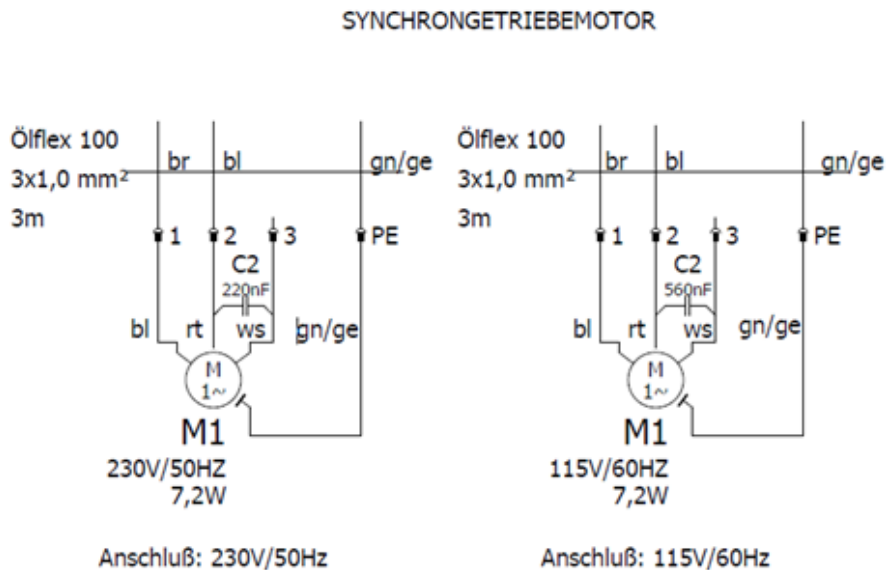 SYNCHRONGETRIEBEMOTOR
Ölflex 100
3x1,0 mm²
3m
br bl gn/ge
1 2 3 PE
C2
220nF
bl rt ws gn/ge
M
1~
M1
230V/50HZ
7,2W
Anschluß: 230V/50Hz
Ölflex 100
3x1,0 mm²
3m
br bl gn/ge
1 2 3 PE
C2
560nF
bl rt ws gn/ge
M
1~
M1
115V/60HZ
7,2W
Anschluß: 115V/60Hz